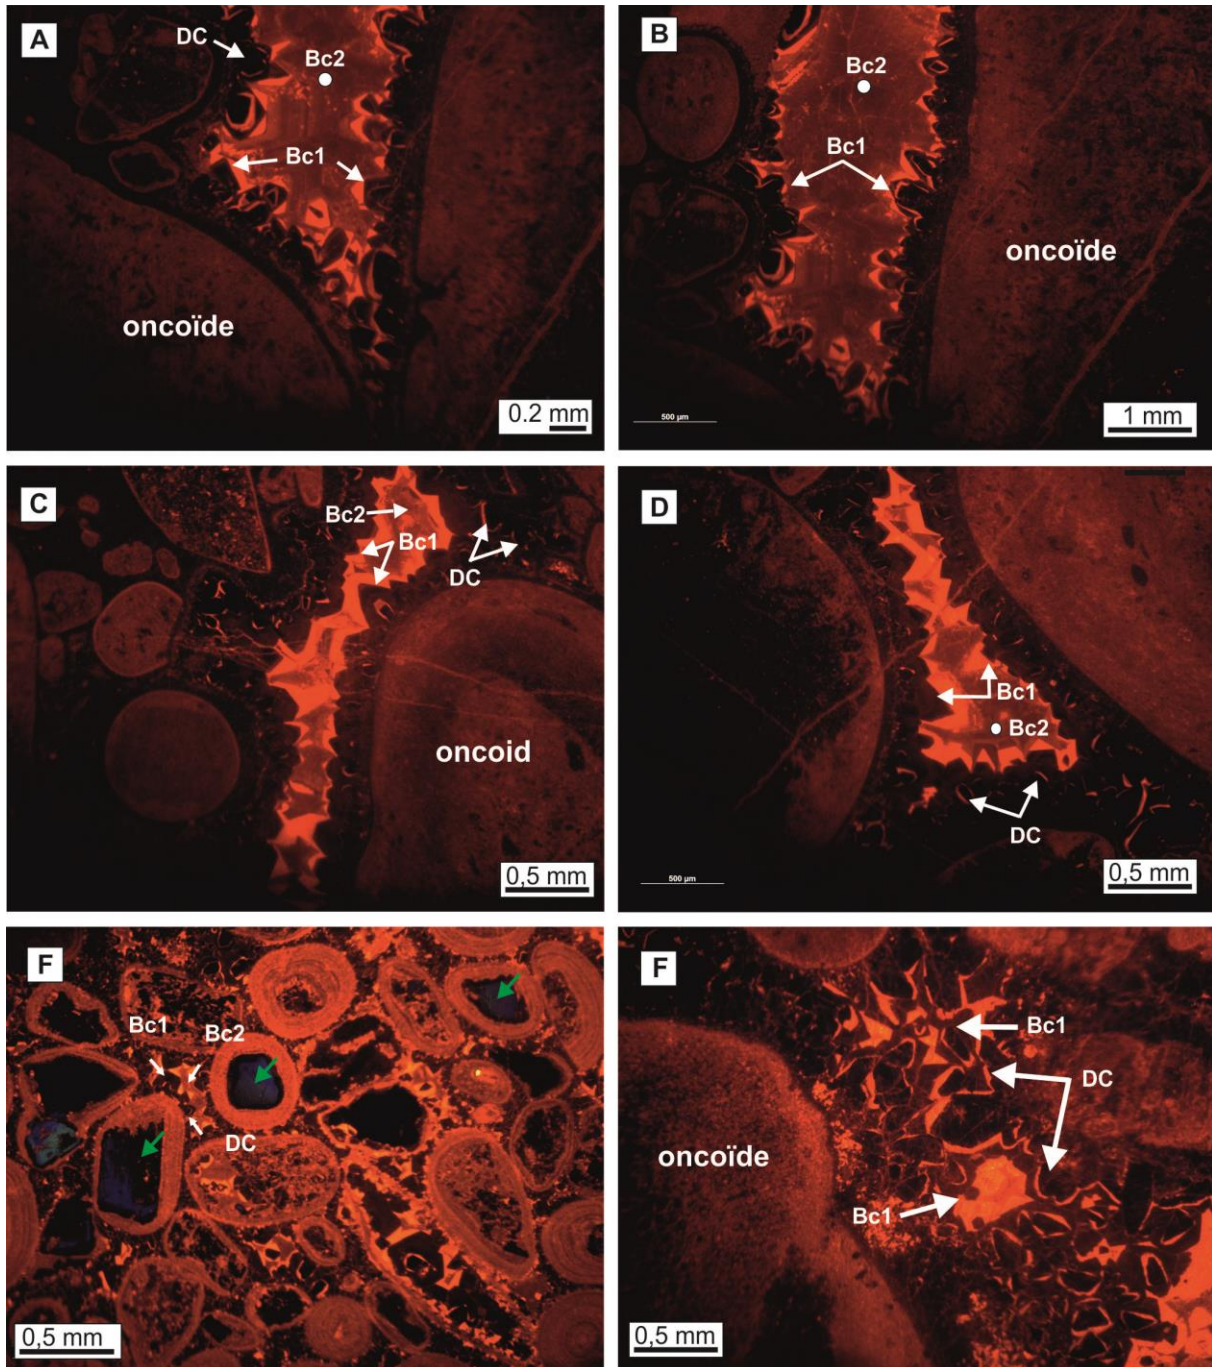 A
DC
Bc2
Bc1
oncoïde
0.2 mm
B
Bc2
Bc1
oncoïde
500 µm
1 mm
C
Bc2
Bc1
DC
oncoid
0,5 mm
D
Bc1
Bc2
DC
500 µm
0,5 mm
F
Bc1
Bc2
DC
0,5 mm
F
Bc1
DC
oncoïde
Bc1
0,5 mm